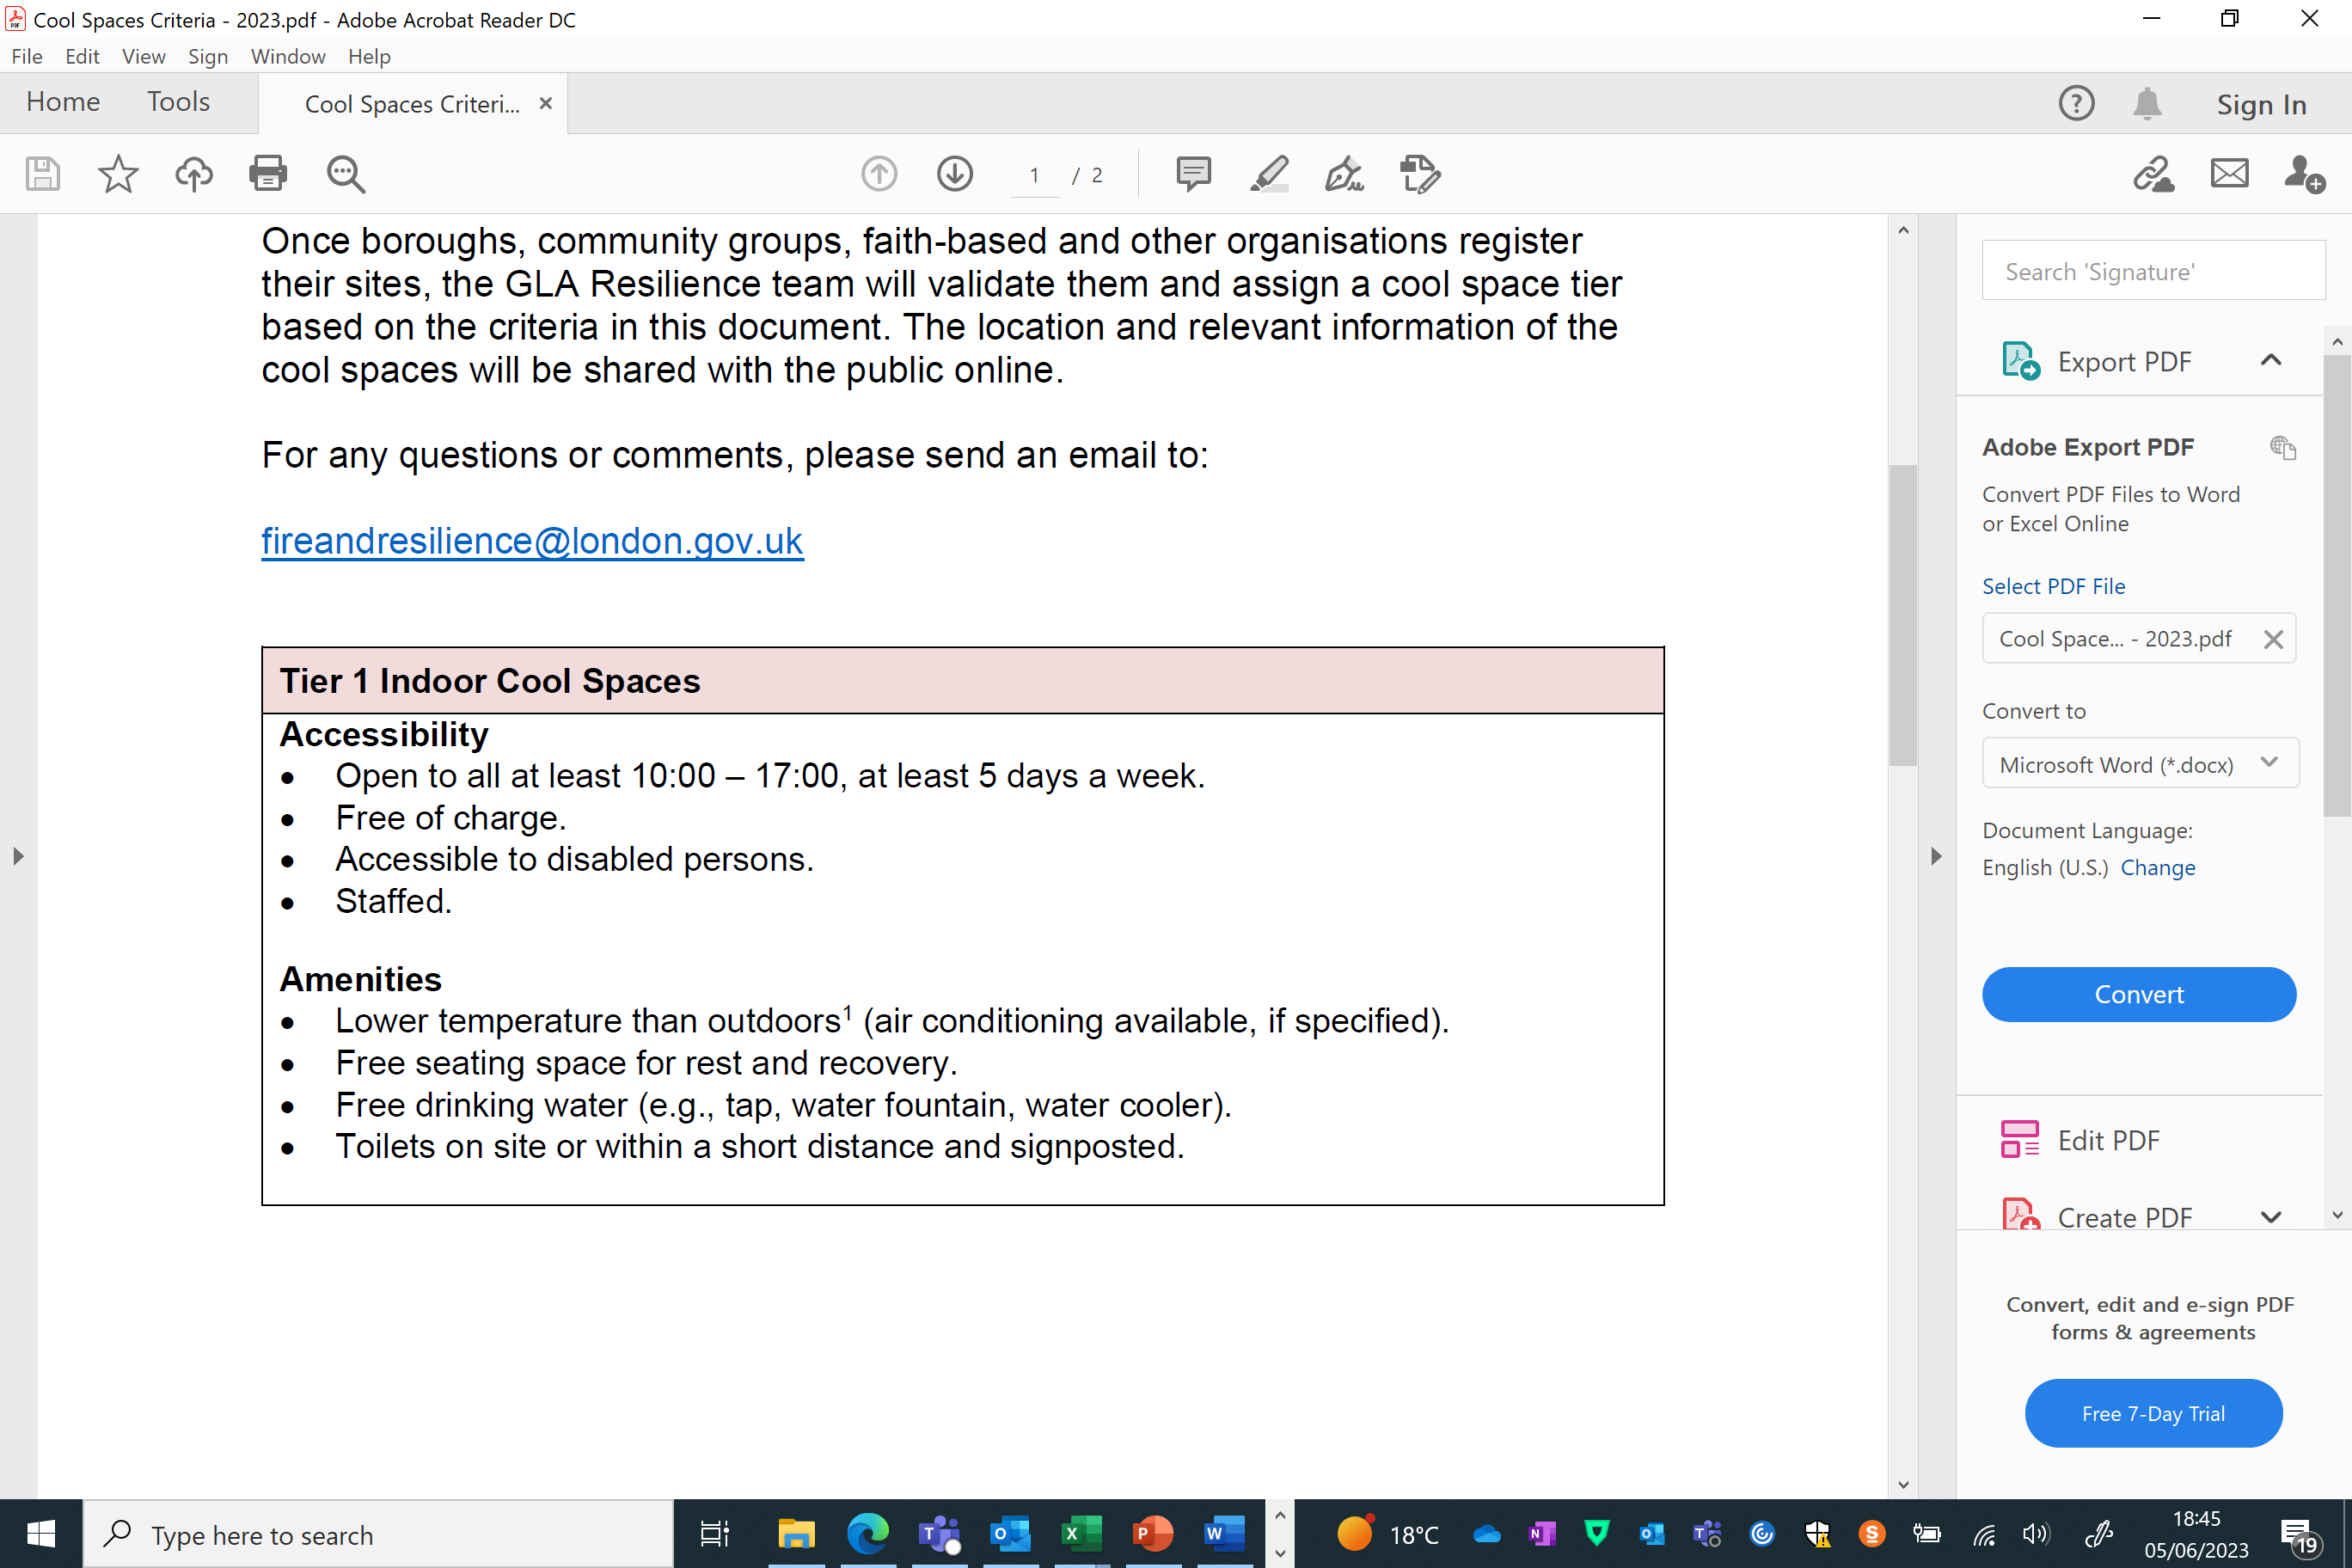 Cool Spaces Criteria - 2023.pdf - Adobe Acrobat Reader DC
File Edit View Sign Window Help
Home Tools Cool Spaces Criteri... Sign In
1 / 2
Once boroughs, community groups, faith-based and other organisations register
their sites, the GLA Resilience team will validate them and assign a cool space tier
based on the criteria in this document. The location and relevant information of the
cool spaces will be shared with the public online.
For any questions or comments, please send an email to:
fireandresilience@london.gov.uk
Tier 1 Indoor Cool Spaces
Accessibility
• Open to all at least 10:00 – 17:00, at least 5 days a week.
• Free of charge.
• Accessible to disabled persons.
• Staffed.
Amenities
• Lower temperature than outdoors¹ (air conditioning available, if specified).
• Free seating space for rest and recovery.
• Free drinking water (e.g., tap, water fountain, water cooler).
• Toilets on site or within a short distance and signposted.
Search 'Signature'
Export PDF
Adobe Export PDF
Convert PDF Files to Word
or Excel Online
Select PDF File
Cool Space... - 2023.pdf
Convert to
Microsoft Word (*.docx)
Document Language:
English (U.S.) Change
Convert
Edit PDF
Create PDF
Convert, edit and e-sign PDF
forms & agreements
Free 7-Day Trial
Type here to search
18°C
18:45
05/06/2023
19